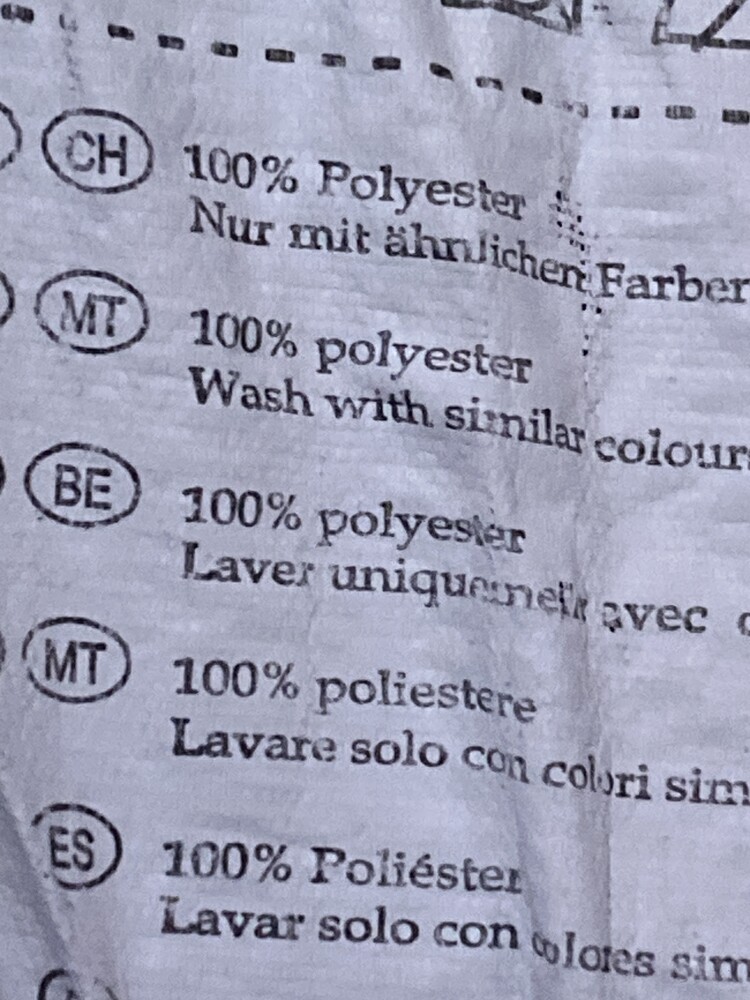 CH 100% Polyester
Nur mit ähnlichen Farber
MT 100% polyester
Wash with similar colours
BE 100% polyester
Laver uniquement avec
MT 100% poliestere
Lavare solo con colori sim
ES 100% Poliéster
Lavar solo con colores sim